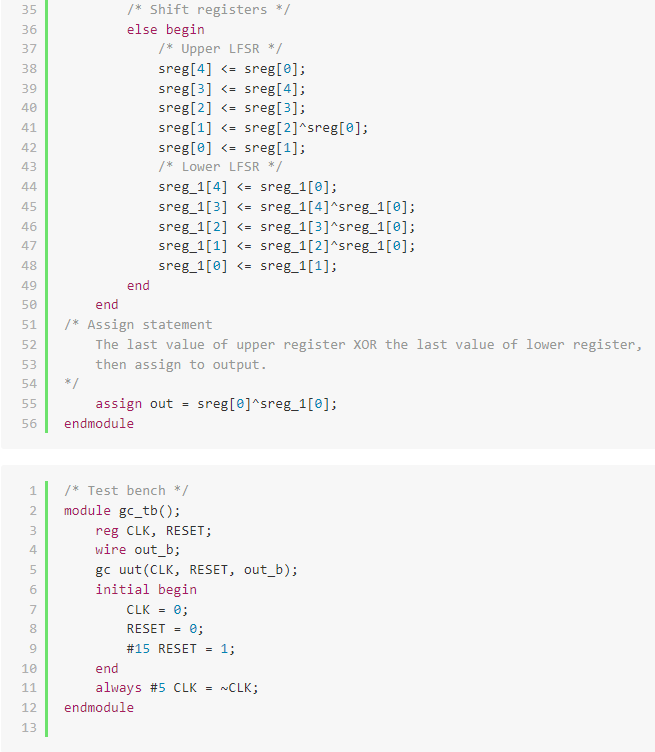 35 /* Shift registers */
36 else begin
37 /* Upper LFSR */
38 sreg[4] <= sreg[0];
39 sreg[3] <= sreg[4];
40 sreg[2] <= sreg[3];
41 sreg[1] <= sreg[2]^sreg[0];
42 sreg[0] <= sreg[1];
43 /* Lower LFSR */
44 sreg_1[4] <= sreg_1[0];
45 sreg_1[3] <= sreg_1[4]^sreg_1[0];
46 sreg_1[2] <= sreg_1[3]^sreg_1[0];
47 sreg_1[1] <= sreg_1[2]^sreg_1[0];
48 sreg_1[0] <= sreg_1[1];
49 end
50 end
51 /* Assign statement
52 The last value of upper register XOR the last value of lower register,
53 then assign to output.
54 */
55 assign out = sreg[0]^sreg_1[0];
56 endmodule
1 /* Test bench */
2 module gc_tb();
3 reg CLK, RESET;
4 wire out_b;
5 gc uut(CLK, RESET, out_b);
6 initial begin
7 CLK = 0;
8 RESET = 0;
9 #15 RESET = 1;
10 end
11 always #5 CLK = ~CLK;
12 endmodule
13